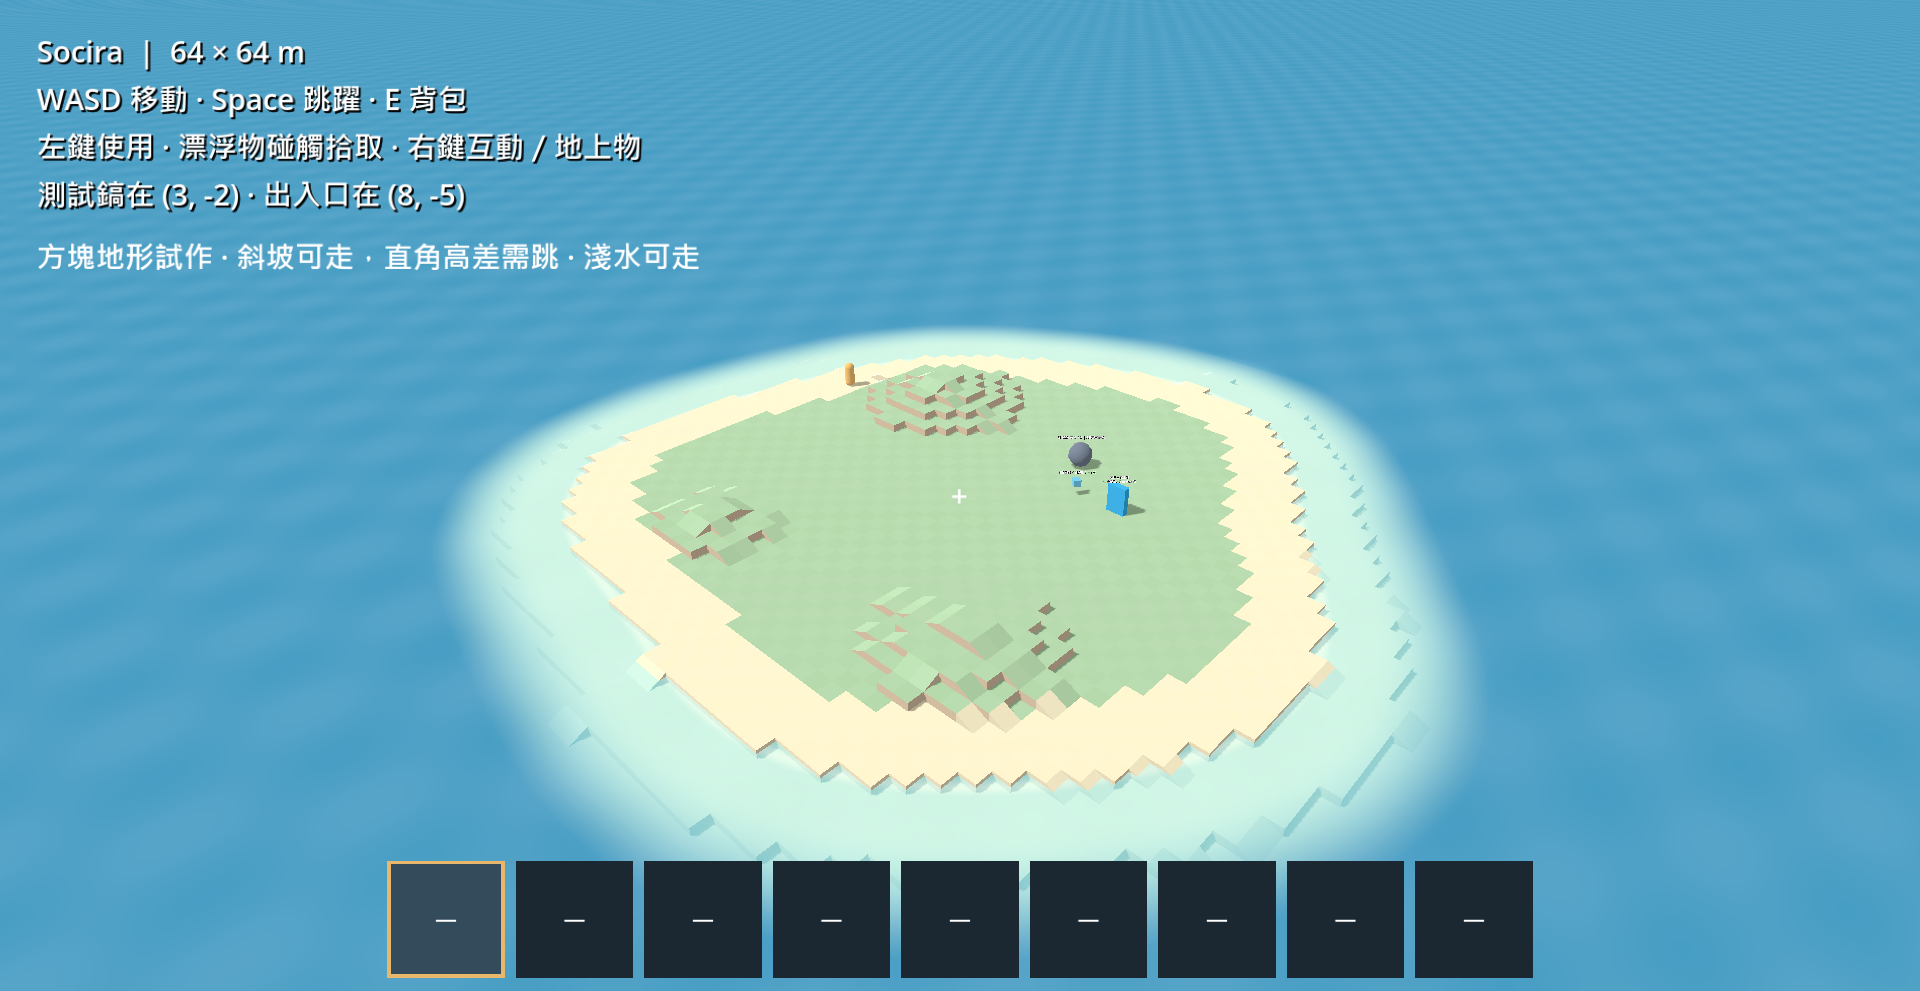 Socira | 64 × 64 m
WASD 移動 · Space 跳躍 · E 背包
左鍵使用 · 漂浮物碰觸拾取 · 右鍵互動 / 地上物
測試鎬在 (3, -2) · 出入口在 (8, -5)
方塊地形試作 · 斜坡可走，直角高差需跳 · 淺水可走